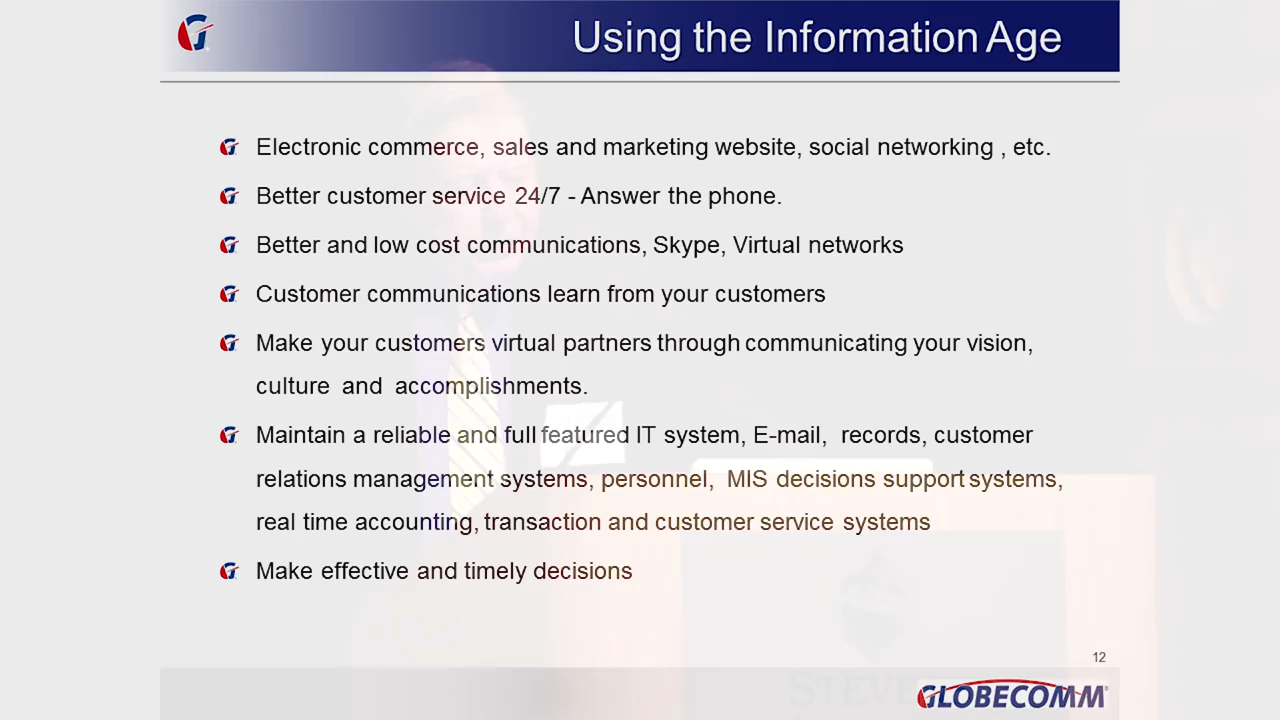 Using the Information Age
Electronic commerce, sales and marketing website, social networking , etc.
Better customer service 24/7 - Answer the phone.
Better and low cost communications, Skype, Virtual networks
Customer communications learn from your customers
Make your customers virtual partners through communicating your vision,
culture and accomplishments.
Maintain a reliable and full featured IT system, E-mail, records, customer
relations management systems, personnel, MIS decisions support systems,
real time accounting, transaction and customer service systems
Make effective and timely decisions
12
GLOBECOMM